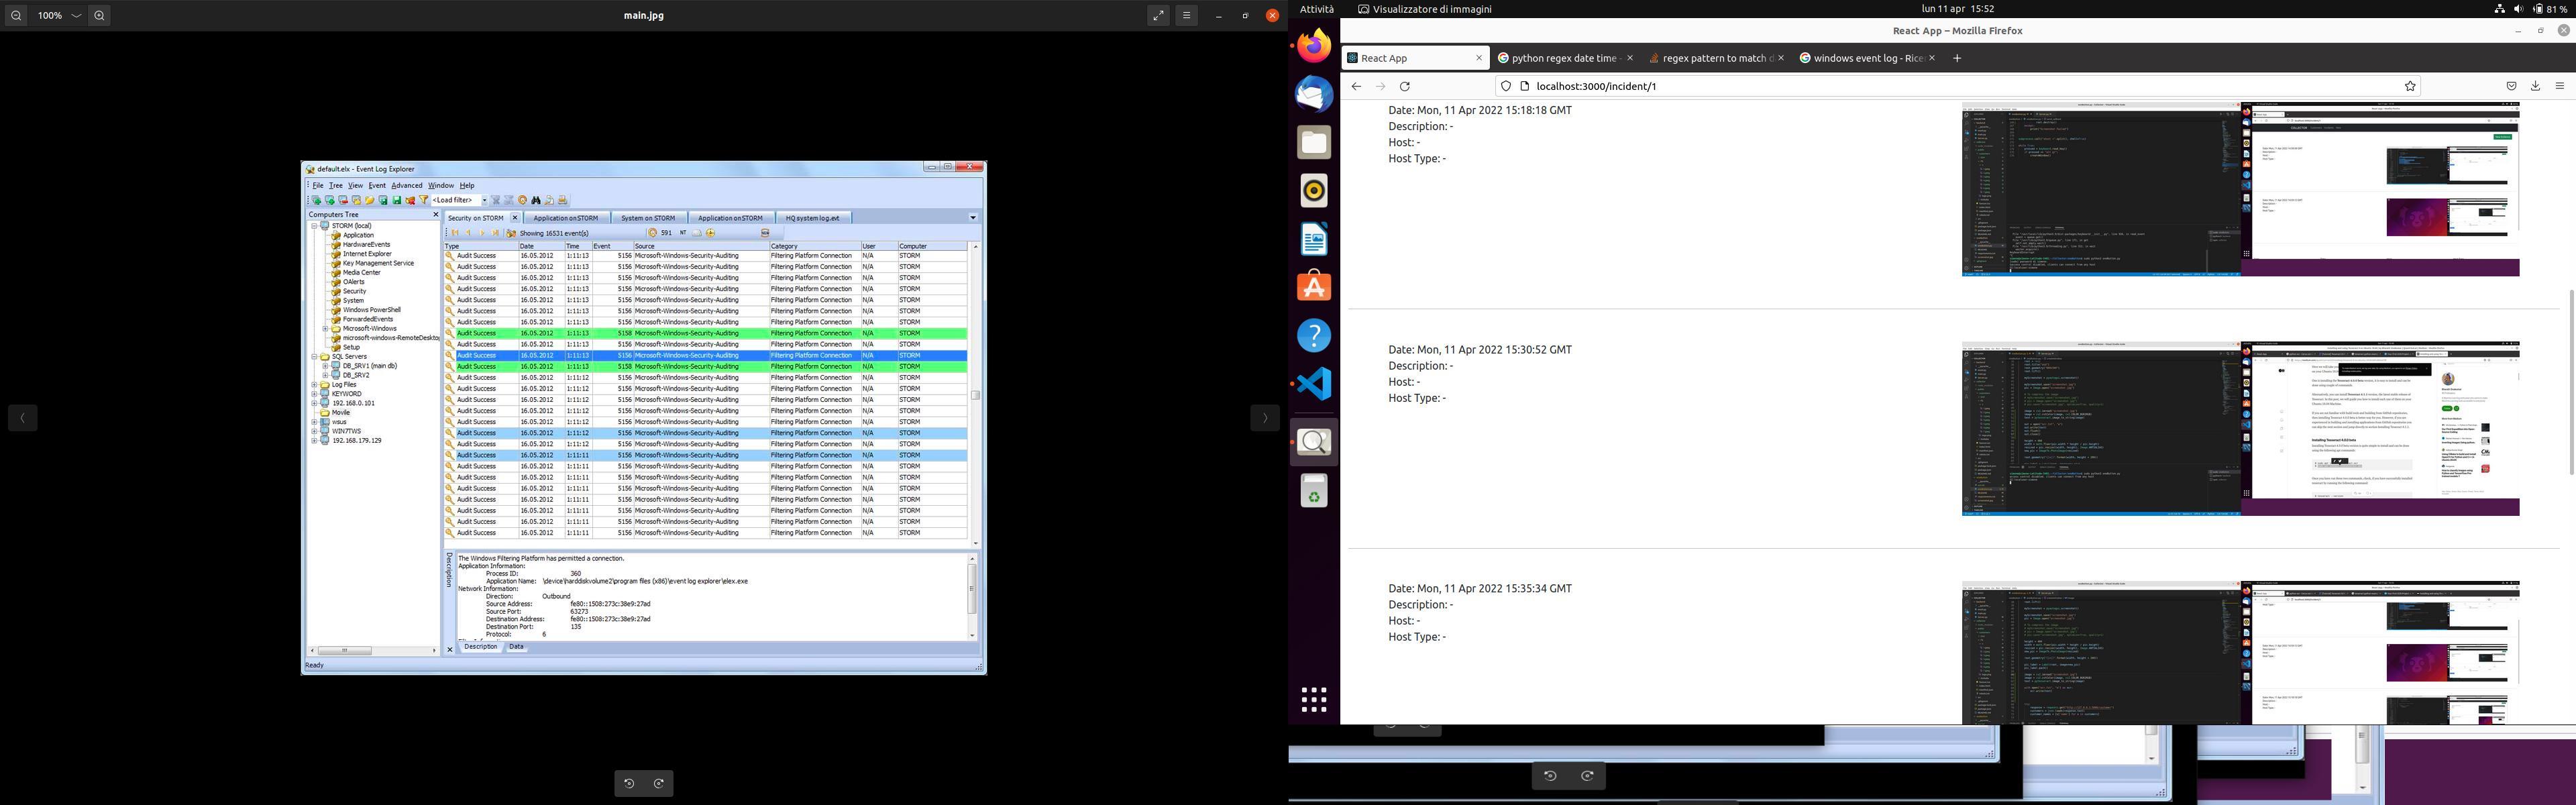 100%
main.jpg
default.elx - Event Log Explorer
File Tree View Event Advanced Window Help
<Load filter>
Computers Tree
STORM (local)
Application
HardwareEvents
Internet Explorer
Key Management Service
Media Center
OAlerts
Security
System
Windows PowerShell
ForwardedEvents
Microsoft-Windows
microsoft-windows-RemoteDesktop
Setup
SQL Servers
DB_SRV1 (main db)
DB_SRV2
Log Files
KEYWORD
192.168.0.101
Movile
wsus
WIN7TWS
192.168.179.129
Security on STORM Application on STORM System on STORM Application on STORM HQ system log.evt
Showing 16531 event(s) 591 NT
Type Date Time Event Source Category User Computer
Audit Success 16.05.2012 1:11:13 5156 Microsoft-Windows-Security-Auditing Filtering Platform Connection N/A STORM
Audit Success 16.05.2012 1:11:13 5156 Microsoft-Windows-Security-Auditing Filtering Platform Connection N/A STORM
Audit Success 16.05.2012 1:11:13 5156 Microsoft-Windows-Security-Auditing Filtering Platform Connection N/A STORM
Audit Success 16.05.2012 1:11:13 5156 Microsoft-Windows-Security-Auditing Filtering Platform Connection N/A STORM
Audit Success 16.05.2012 1:11:13 5156 Microsoft-Windows-Security-Auditing Filtering Platform Connection N/A STORM
Audit Success 16.05.2012 1:11:13 5156 Microsoft-Windows-Security-Auditing Filtering Platform Connection N/A STORM
Audit Success 16.05.2012 1:11:13 5156 Microsoft-Windows-Security-Auditing Filtering Platform Connection N/A STORM
Audit Success 16.05.2012 1:11:13 5158 Microsoft-Windows-Security-Auditing Filtering Platform Connection N/A STORM
Audit Success 16.05.2012 1:11:13 5156 Microsoft-Windows-Security-Auditing Filtering Platform Connection N/A STORM
Audit Success 16.05.2012 1:11:13 5156 Microsoft-Windows-Security-Auditing Filtering Platform Connection N/A STORM
Audit Success 16.05.2012 1:11:13 5158 Microsoft-Windows-Security-Auditing Filtering Platform Connection N/A STORM
Audit Success 16.05.2012 1:11:12 5156 Microsoft-Windows-Security-Auditing Filtering Platform Connection N/A STORM
Audit Success 16.05.2012 1:11:12 5156 Microsoft-Windows-Security-Auditing Filtering Platform Connection N/A STORM
Audit Success 16.05.2012 1:11:12 5156 Microsoft-Windows-Security-Auditing Filtering Platform Connection N/A STORM
Audit Success 16.05.2012 1:11:12 5156 Microsoft-Windows-Security-Auditing Filtering Platform Connection N/A STORM
Audit Success 16.05.2012 1:11:12 5156 Microsoft-Windows-Security-Auditing Filtering Platform Connection N/A STORM
Audit Success 16.05.2012 1:11:12 5156 Microsoft-Windows-Security-Auditing Filtering Platform Connection N/A STORM
Audit Success 16.05.2012 1:11:12 5156 Microsoft-Windows-Security-Auditing Filtering Platform Connection N/A STORM
Audit Success 16.05.2012 1:11:11 5156 Microsoft-Windows-Security-Auditing Filtering Platform Connection N/A STORM
Audit Success 16.05.2012 1:11:11 5156 Microsoft-Windows-Security-Auditing Filtering Platform Connection N/A STORM
Audit Success 16.05.2012 1:11:11 5156 Microsoft-Windows-Security-Auditing Filtering Platform Connection N/A STORM
Audit Success 16.05.2012 1:11:11 5156 Microsoft-Windows-Security-Auditing Filtering Platform Connection N/A STORM
Audit Success 16.05.2012 1:11:11 5156 Microsoft-Windows-Security-Auditing Filtering Platform Connection N/A STORM
Audit Success 16.05.2012 1:11:11 5156 Microsoft-Windows-Security-Auditing Filtering Platform Connection N/A STORM
Audit Success 16.05.2012 1:11:11 5156 Microsoft-Windows-Security-Auditing Filtering Platform Connection N/A STORM
Audit Success 16.05.2012 1:11:11 5156 Microsoft-Windows-Security-Auditing Filtering Platform Connection N/A STORM
Description
The Windows Filtering Platform has permitted a connection.
Application Information:
Process ID: 360
Application Name: \device\harddiskvolume2\program files (x86)\event log explorer\elex.exe
Network Information:
Direction: Outbound
Source Address: fe80::1508:273c:38e9:27ad
Source Port: 63273
Destination Address: fe80::1508:273c:38e9:27ad
Destination Port: 135
Protocol: 6
Description Data
Ready
Attività Visualizzatore di immagini lun 11 apr 15:52 81 %
React App – Mozilla Firefox
React App python regex date time regex pattern to match d windows event log - Rice
localhost:3000/incident/1
Date: Mon, 11 Apr 2022 15:18:18 GMT
Description: -
Host: -
Host Type: -
Date: Mon, 11 Apr 2022 15:30:52 GMT
Description: -
Host: -
Host Type: -
Date: Mon, 11 Apr 2022 15:35:34 GMT
Description: -
Host: -
Host Type: -